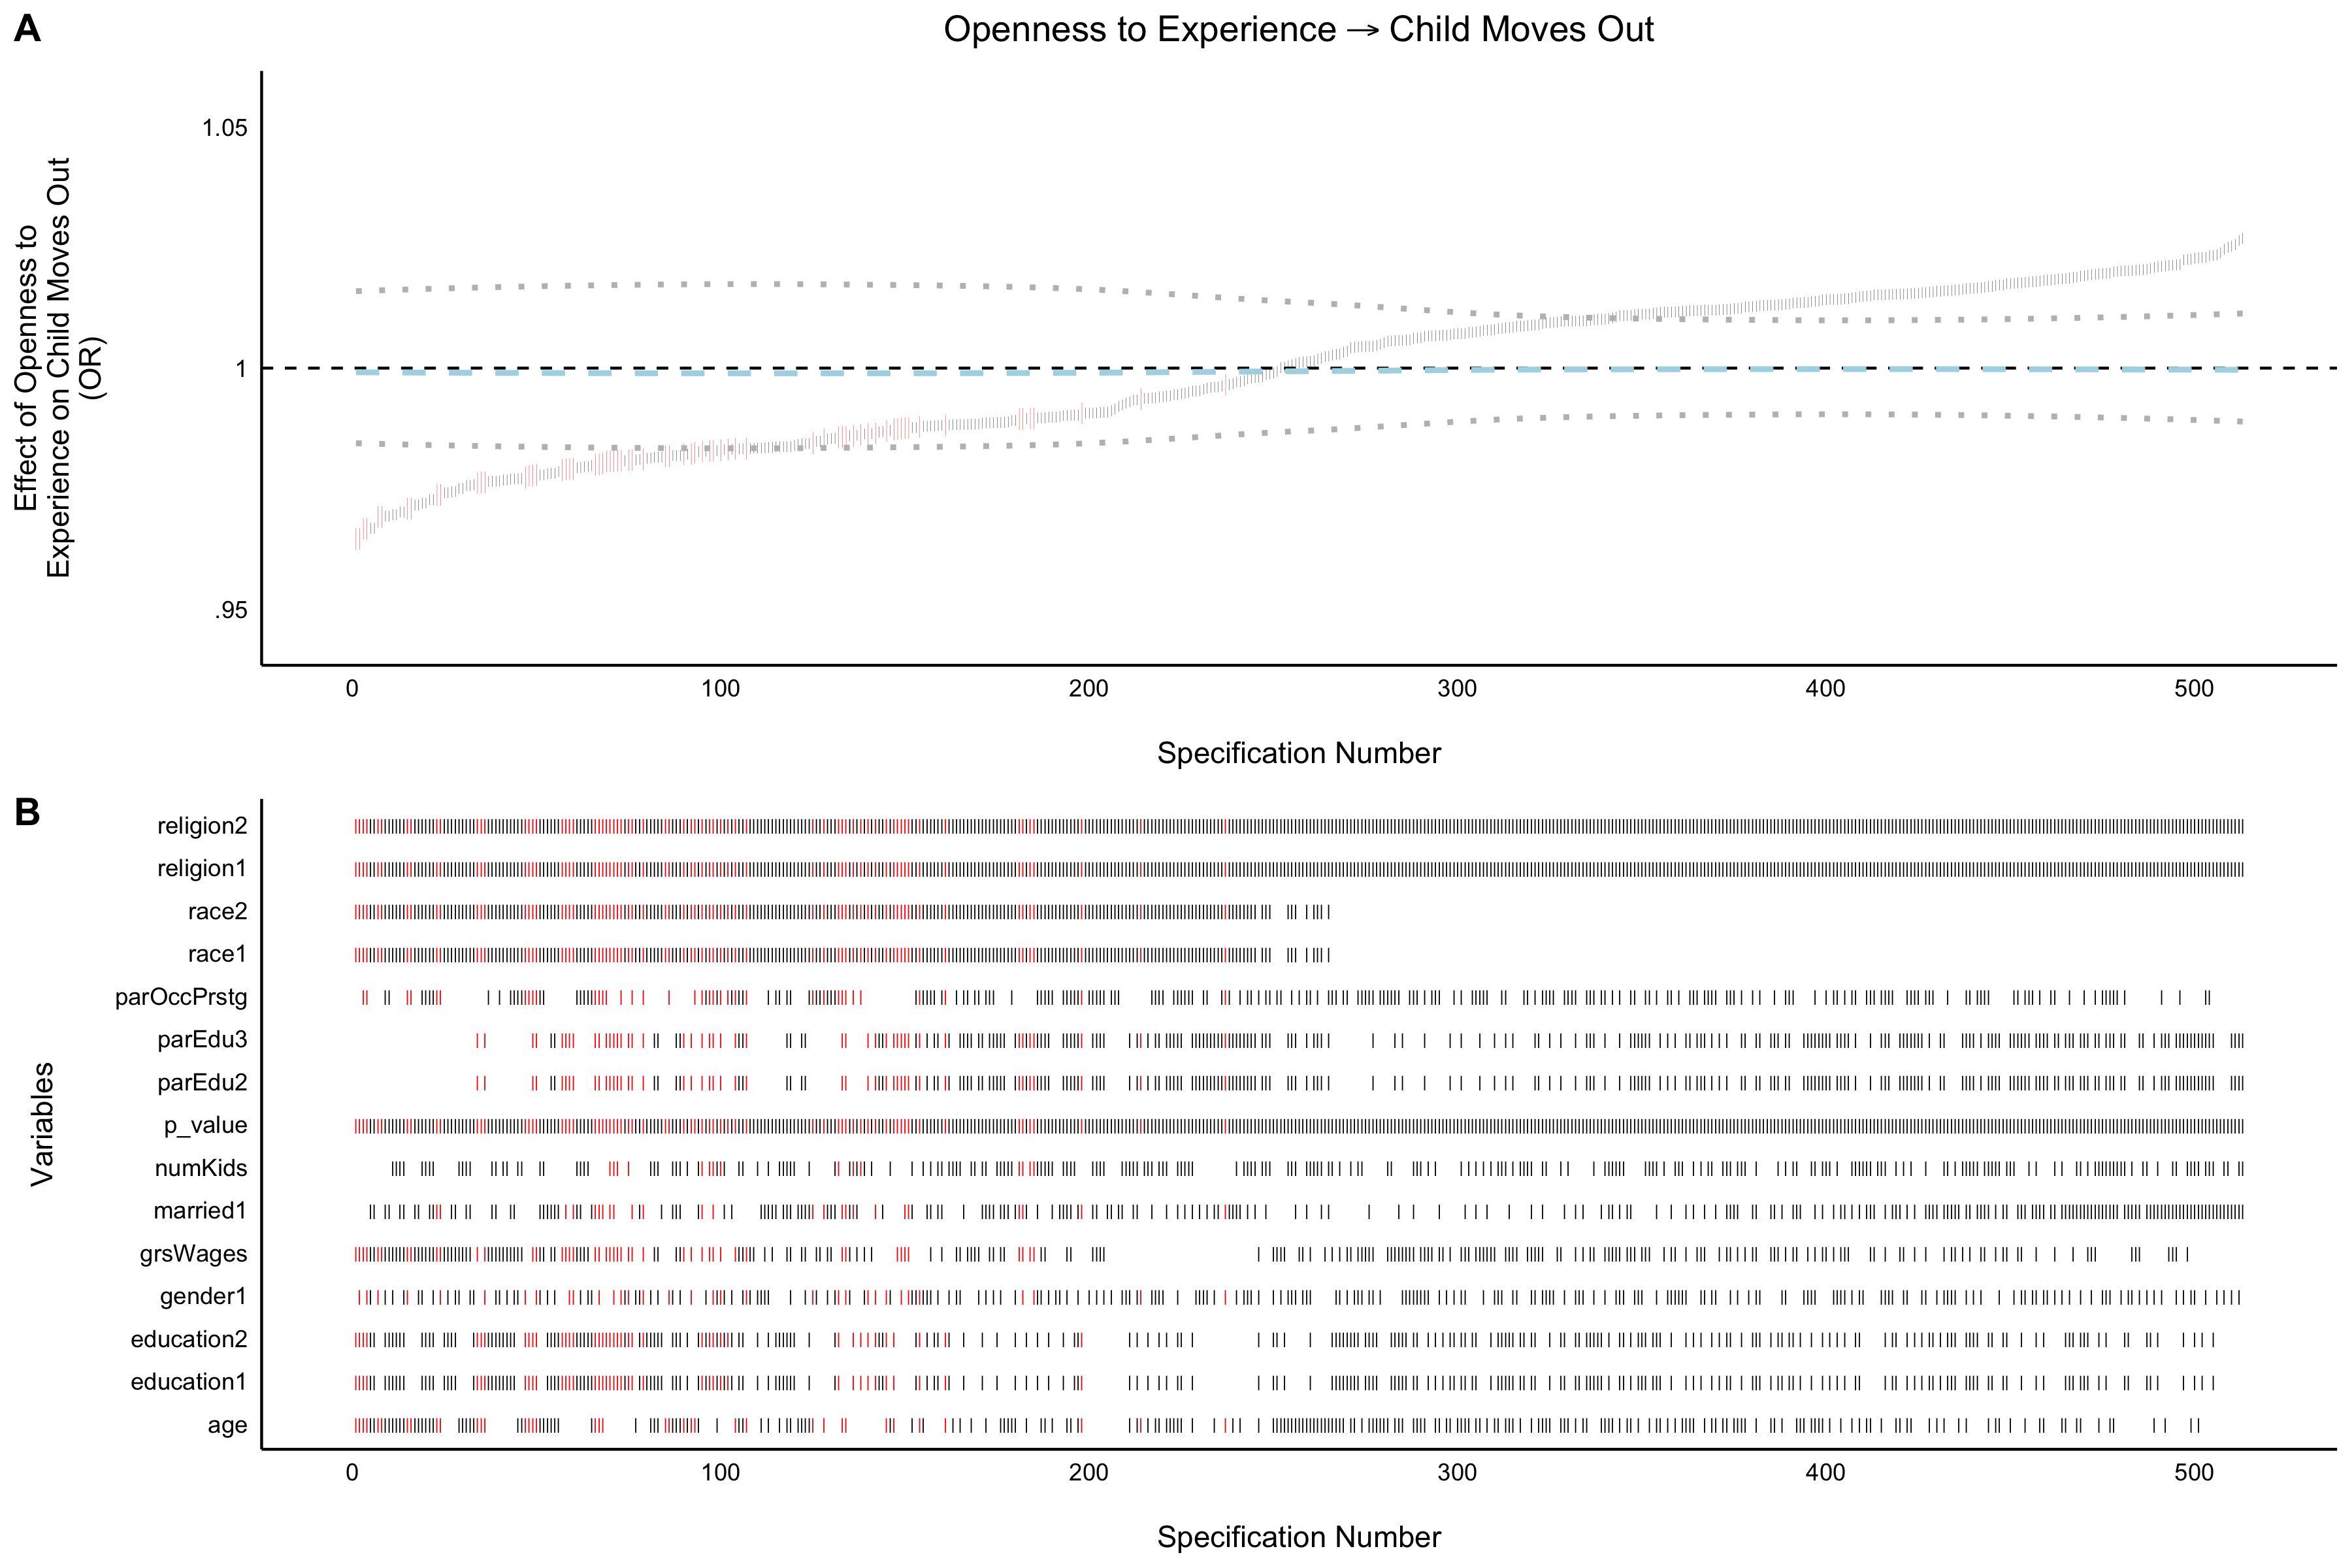 A
Openness to Experience → Child Moves Out
Effect of Openness to
Experience on Child Moves Out
(OR)
1.05
1
.95
0 100 200 300 400 500
Specification Number
B
Variables
religion2
religion1
race2
race1
parOccPrstg
parEdu3
parEdu2
p_value
numKids
married1
grsWages
gender1
education2
education1
age
0 100 200 300 400 500
Specification Number